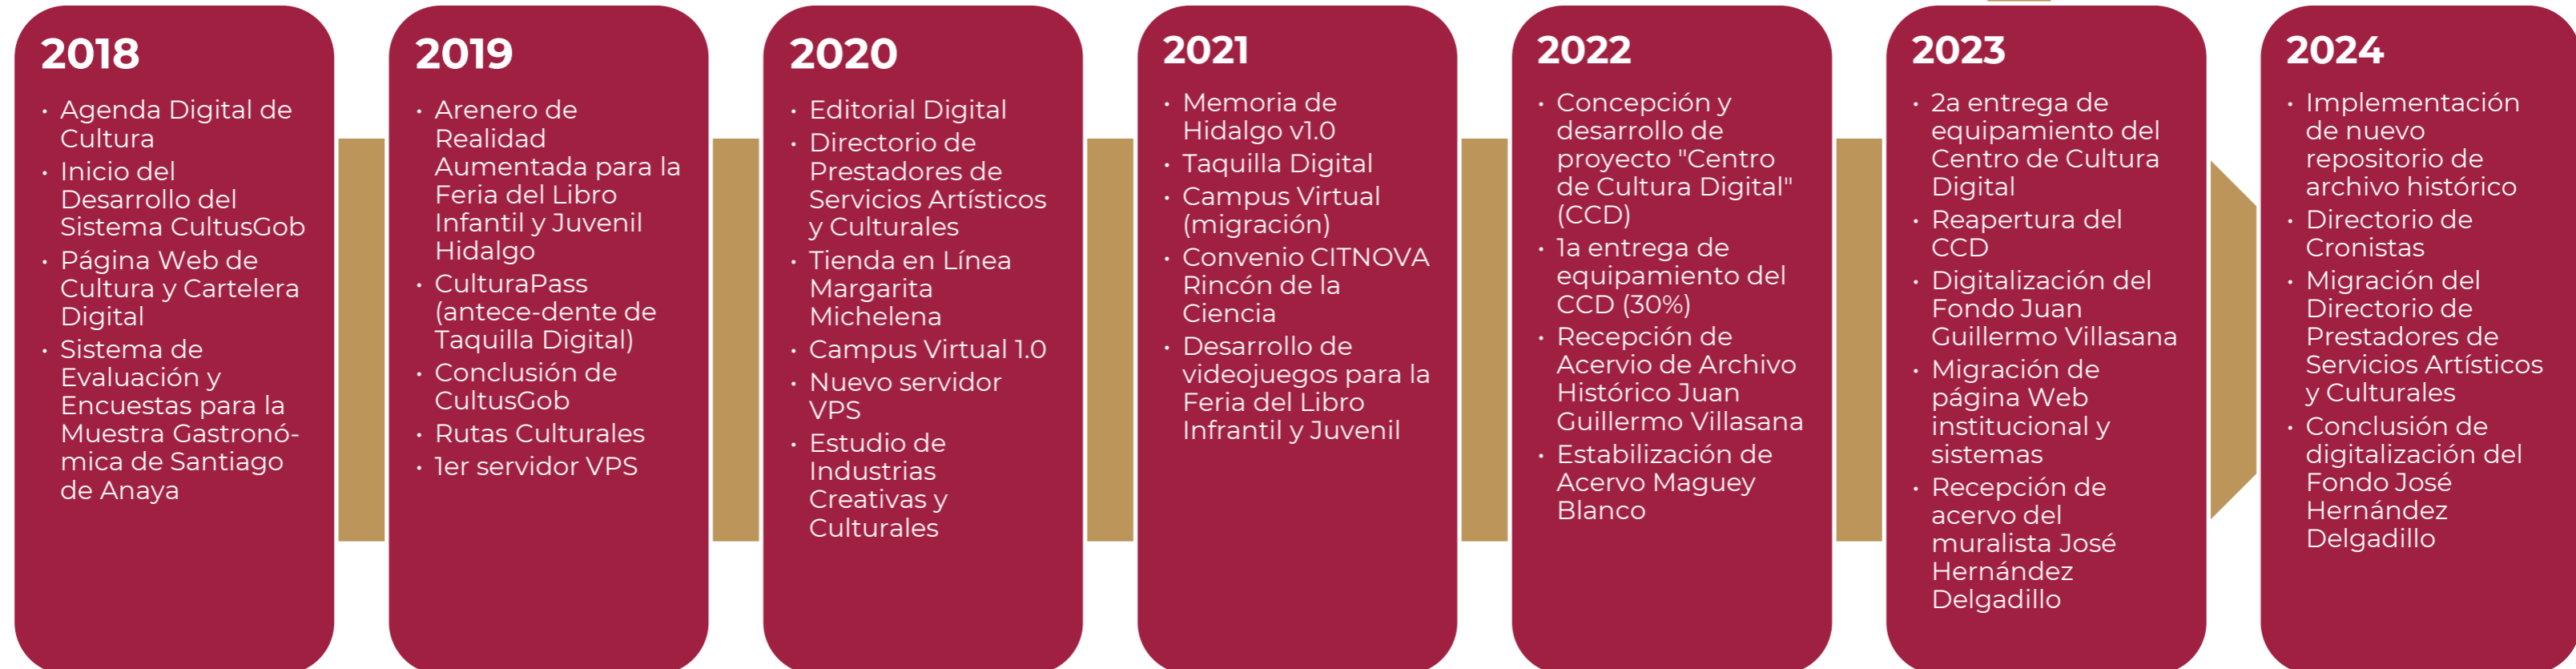 2018
· Agenda Digital de
Cultura
· Inicio del
Desarrollo del
Sistema CultusGob
· Página Web de
Cultura y Cartelera
Digital
· Sistema de
Evaluación y
Encuestas para la
Muestra Gastronó-
mica de Santiago
de Anaya
2019
· Arenero de
Realidad
Aumentada para la
Feria del Libro
Infantil y Juvenil
Hidalgo
· CulturaPass
(antece-dente de
Taquilla Digital)
· Conclusión de
CultusGob
· Rutas Culturales
· 1er servidor VPS
2020
· Editorial Digital
· Directorio de
Prestadores de
Servicios Artísticos
y Culturales
· Tienda en Línea
Margarita
Michelena
· Campus Virtual 1.0
· Nuevo servidor
VPS
· Estudio de
Industrias
Creativas y
Culturales
2021
· Memoria de
Hidalgo v1.0
· Taquilla Digital
· Campus Virtual
(migración)
· Convenio CITNOVA
Rincón de la
Ciencia
· Desarrollo de
videojuegos para la
Feria del Libro
Infrantil y Juvenil
2022
· Concepción y
desarrollo de
proyecto "Centro
de Cultura Digital"
(CCD)
· 1a entrega de
equipamiento del
CCD (30%)
· Recepción de
Acervio de Archivo
Histórico Juan
Guillermo Villasana
· Estabilización de
Acervo Maguey
Blanco
2023
· 2a entrega de
equipamiento del
Centro de Cultura
Digital
· Reapertura del
CCD
· Digitalización del
Fondo Juan
Guillermo Villasana
· Migración de
página Web
institucional y
sistemas
· Recepción de
acervo del
muralista José
Hernández
Delgadillo
2024
· Implementación
de nuevo
repositorio de
archivo histórico
· Directorio de
Cronistas
· Migración del
Directorio de
Prestadores de
Servicios Artísticos
y Culturales
· Conclusión de
digitalización del
Fondo José
Hernández
Delgadillo